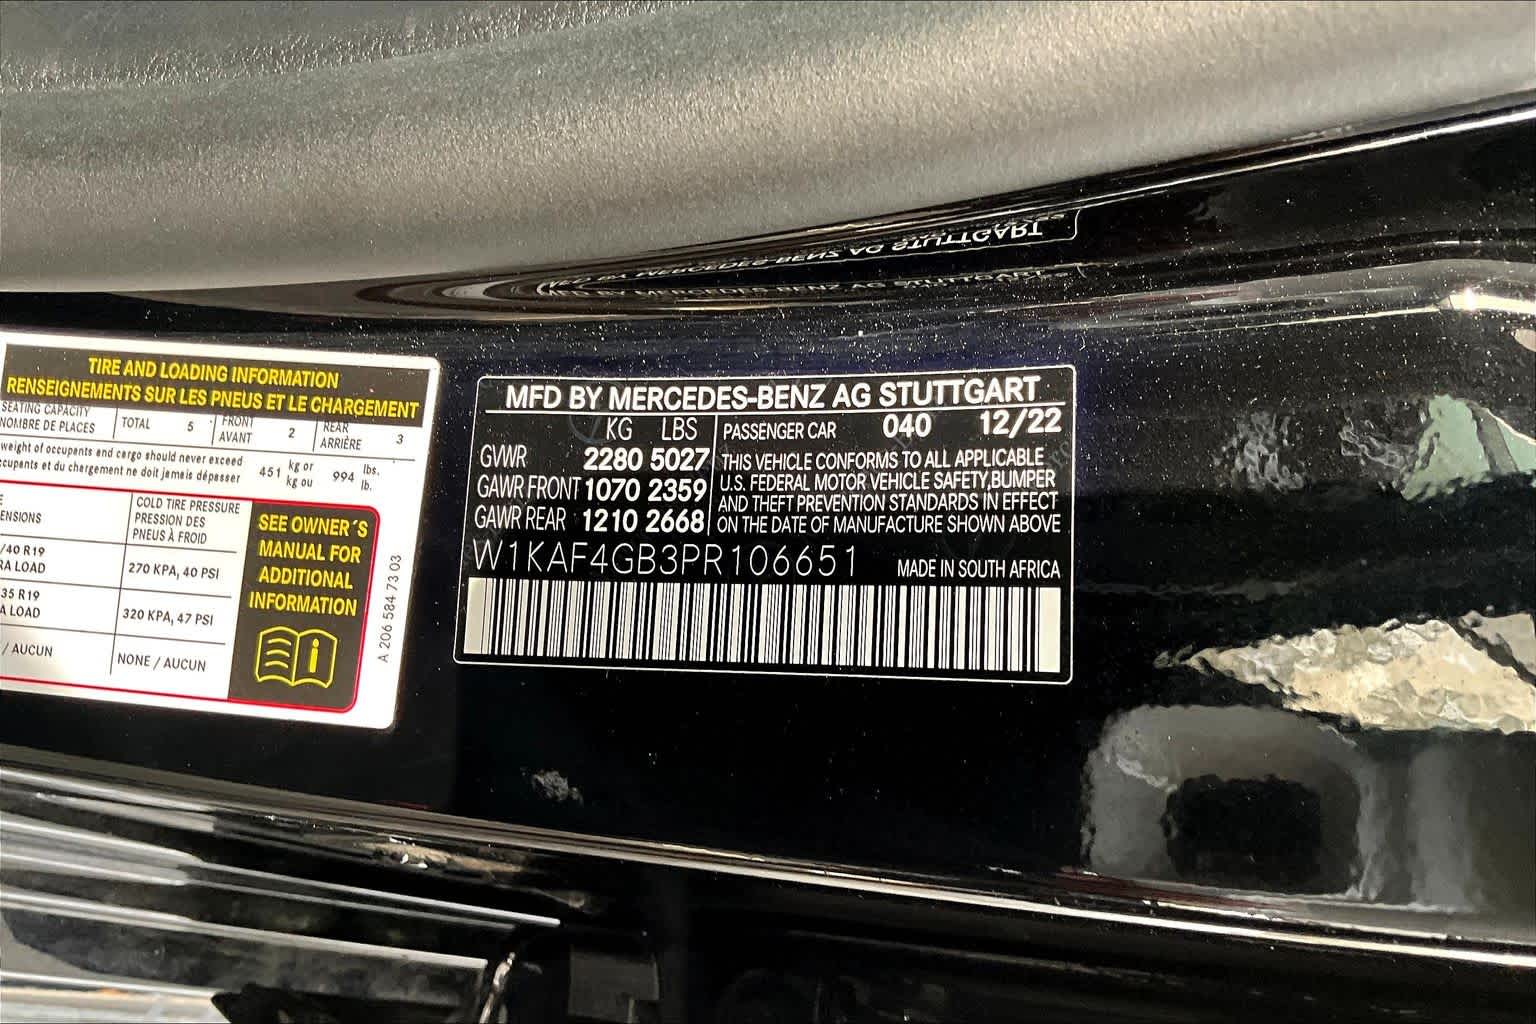 TIRE AND LOADING INFORMATION
RENSEIGNEMENTS SUR LES PNEUS ET LE CHARGEMENT
SEATING CAPACITY
NOMBRE DE PLACES
TOTAL 5
FRONT
AVANT
2
REAR
ARRIÈRE
3
weight of occupants and cargo should never exceed
cupants et du chargement ne doit jamais dépasser
451 kg or
kg ou
994 lbs.
lb.
ENSIONS
COLD TIRE PRESSURE
PRESSION DES
PNEUS À FROID
/40 R19
RA LOAD
270 KPA, 40 PSI
35 R19
A LOAD
320 KPA, 47 PSI
/ AUCUN
NONE / AUCUN
SEE OWNER´S
MANUAL FOR
ADDITIONAL
INFORMATION
A 206 584 73 03
MFD BY MERCEDES-BENZ AG STUTTGART
KG LBS
GVWR 2280 5027
GAWR FRONT 1070 2359
GAWR REAR 1210 2668
PASSENGER CAR 040 12/22
THIS VEHICLE CONFORMS TO ALL APPLICABLE
U.S. FEDERAL MOTOR VEHICLE SAFETY,BUMPER
AND THEFT PREVENTION STANDARDS IN EFFECT
ON THE DATE OF MANUFACTURE SHOWN ABOVE
W1KAF4GB3PR106651
MADE IN SOUTH AFRICA